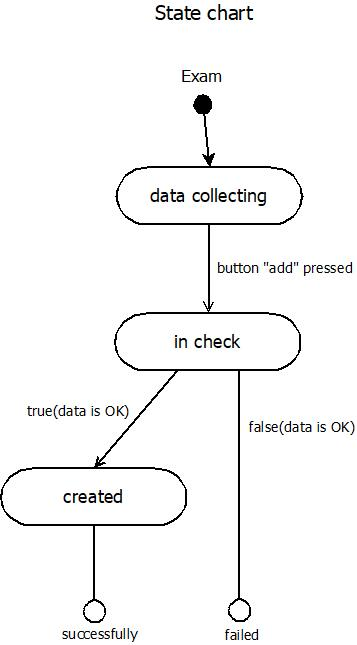 State chart
Exam
data collecting
button "add" pressed
in check
true(data is OK)
false(data is OK)
created
successfully
failed